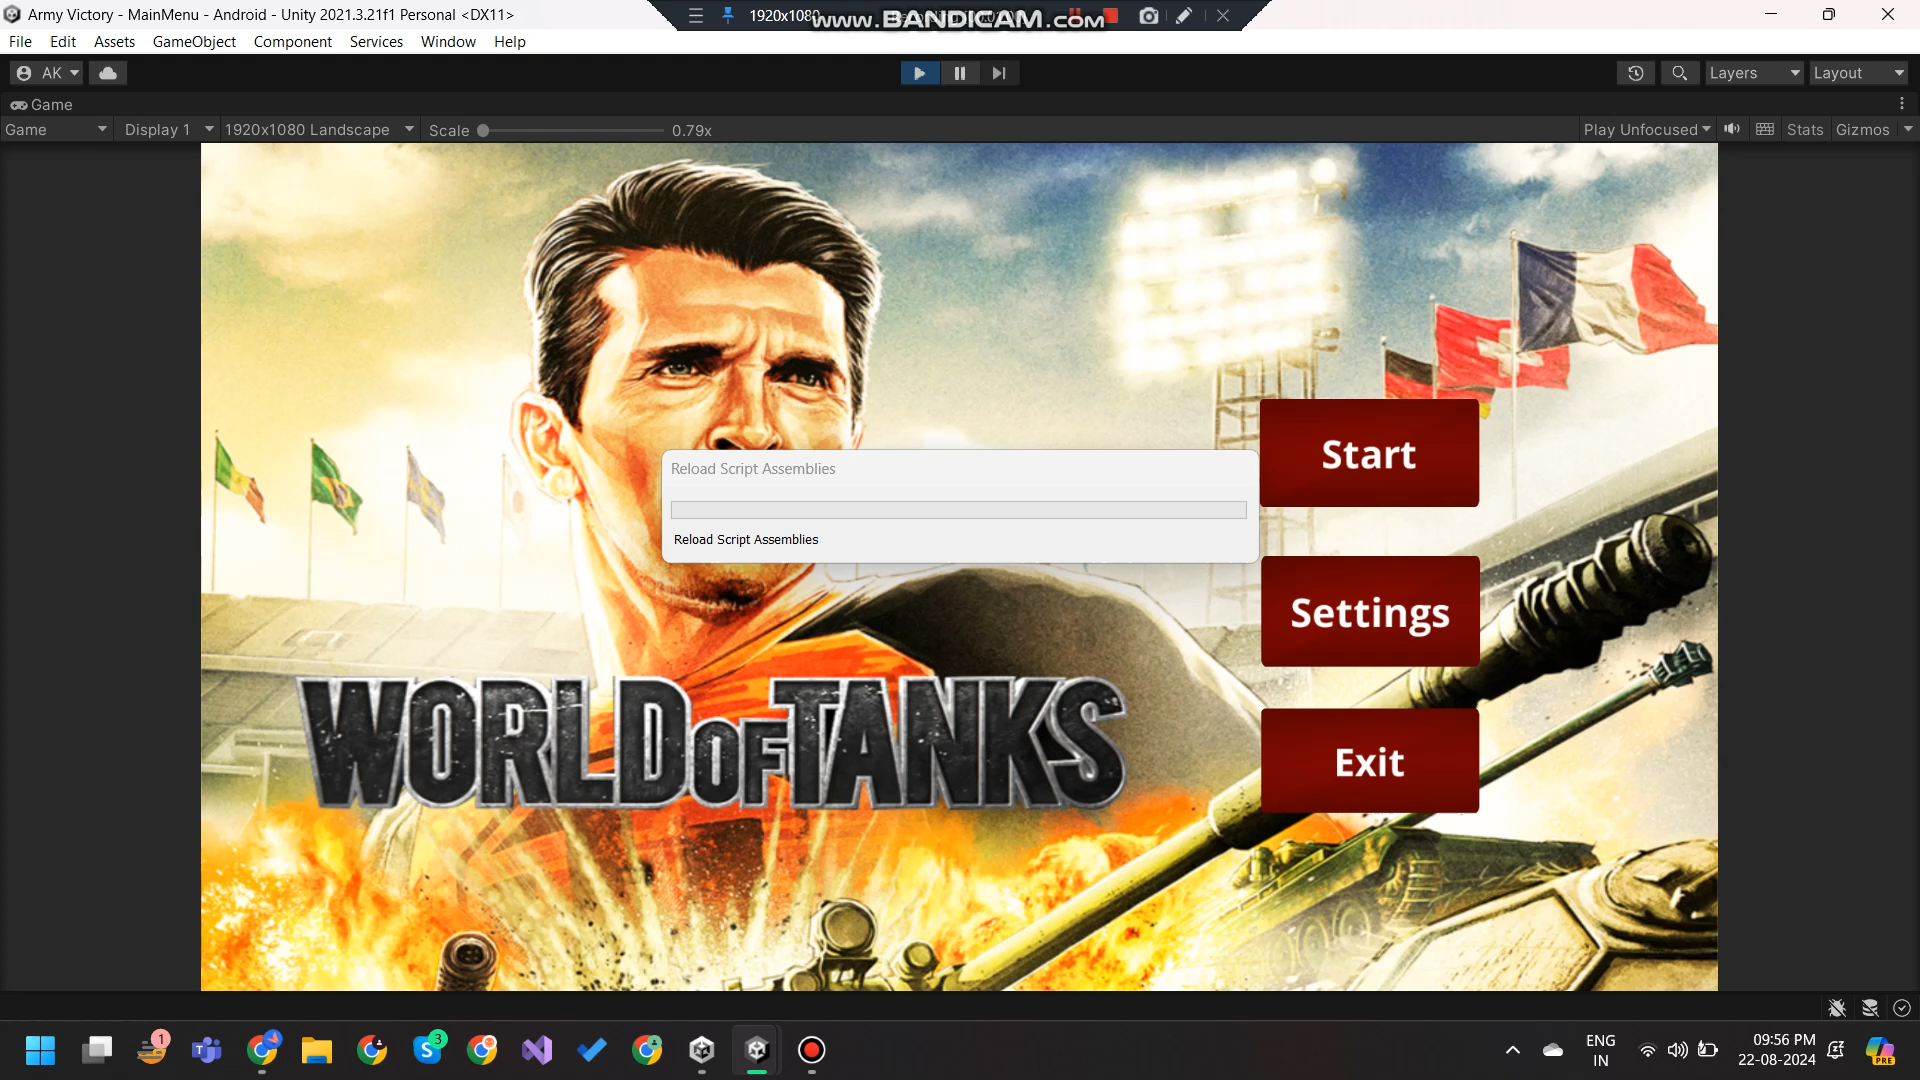 Army Victory - MainMenu - Android - Unity 2021.3.21f1 Personal <DX11>
1920x1080
www.BANDICAM.com
File Edit Assets GameObject Component Services Window Help
AK
Layers
Layout
Game
Game
Display 1
1920x1080 Landscape
Scale
0.79x
Play Unfocused
Stats
Gizmos
Start
Reload Script Assemblies
Reload Script Assemblies
Settings
WORLD OF TANKS
Exit
1
3
ENG
IN
09:56 PM
22-08-2024
PRE